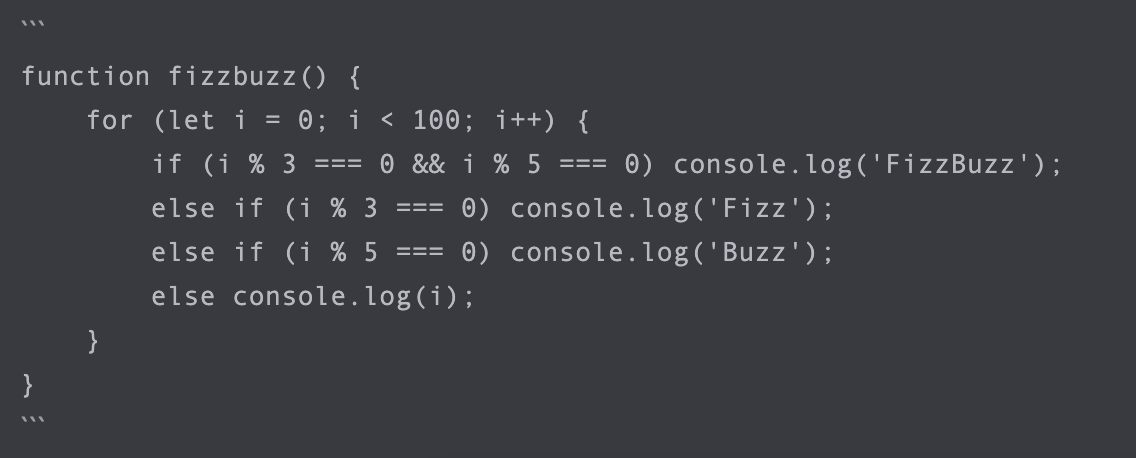 ```
function fizzbuzz() {
    for (let i = 0; i < 100; i++) {
        if (i % 3 === 0 && i % 5 === 0) console.log('FizzBuzz');
        else if (i % 3 === 0) console.log('Fizz');
        else if (i % 5 === 0) console.log('Buzz');
        else console.log(i);
    }
}
```